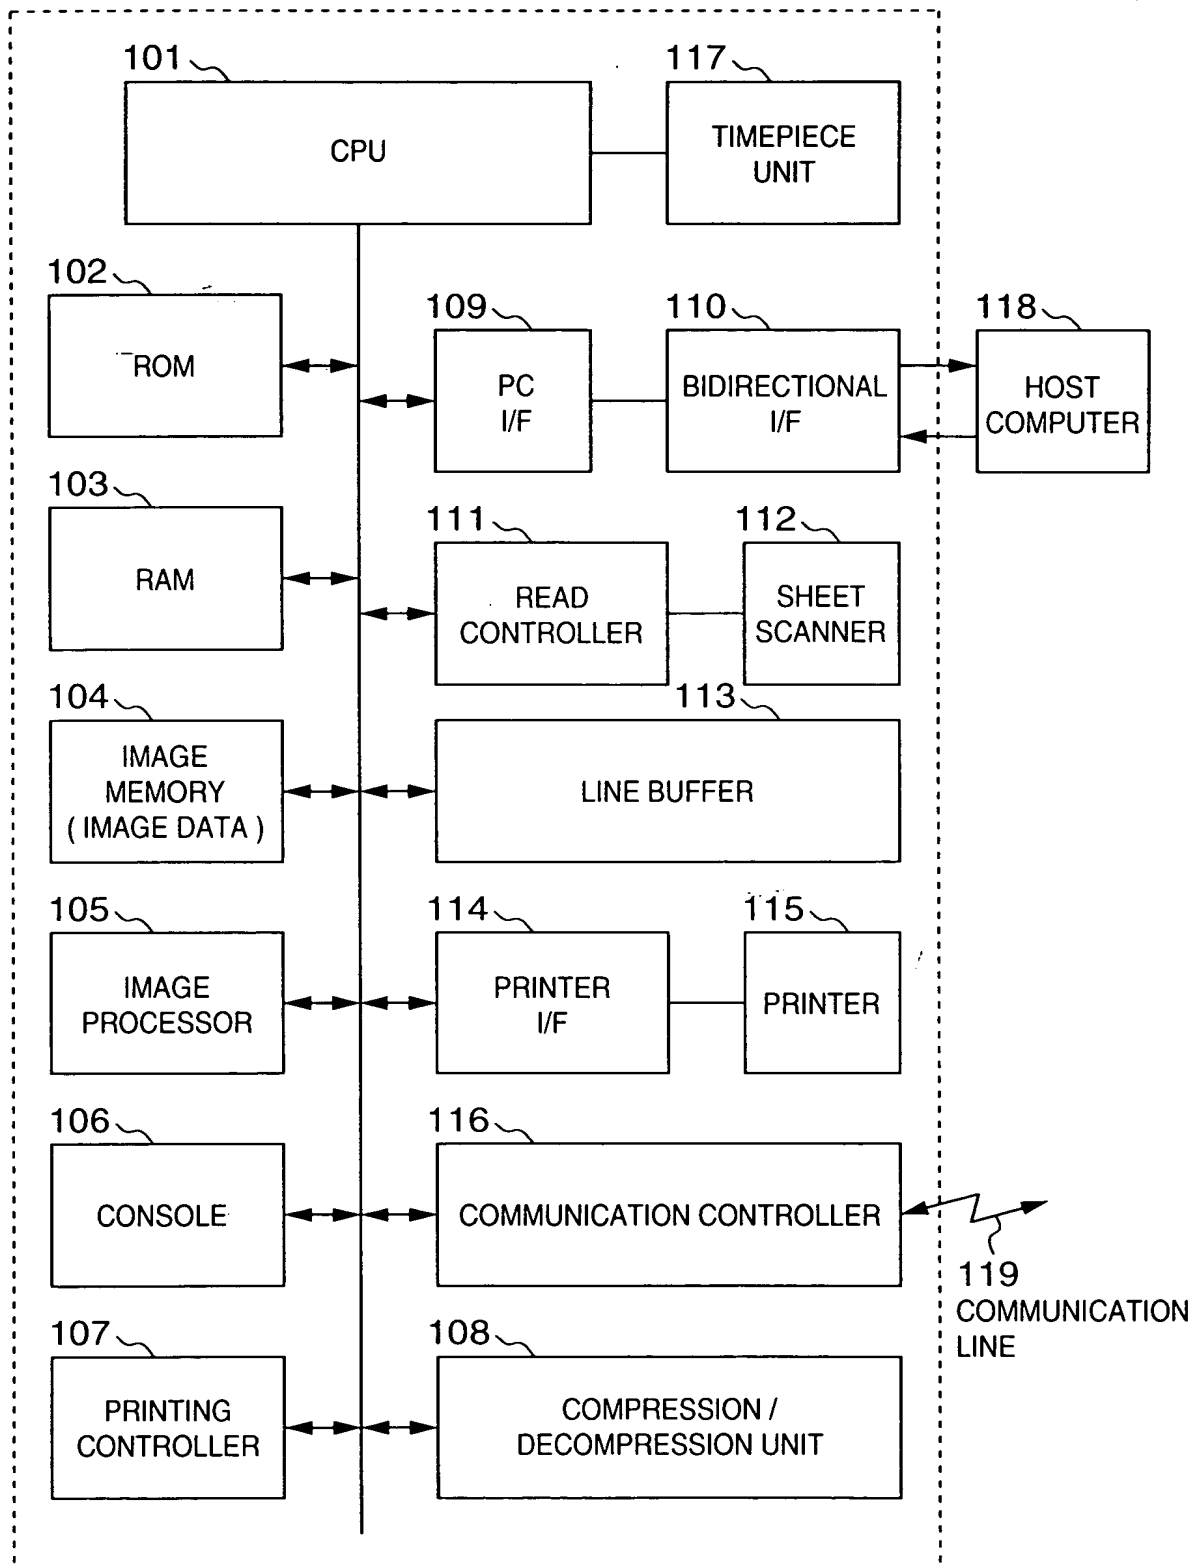 101
CPU
117
TIMEPIECE
UNIT
102
ROM
109
PC
I/F
110
BIDIRECTIONAL
I/F
118
HOST
COMPUTER
103
RAM
111
READ
CONTROLLER
112
SHEET
SCANNER
104
IMAGE
MEMORY
( IMAGE DATA )
113
LINE BUFFER
105
IMAGE
PROCESSOR
114
PRINTER
I/F
115
PRINTER
106
CONSOLE
116
COMMUNICATION CONTROLLER
119
COMMUNICATION
LINE
107
PRINTING
CONTROLLER
108
COMPRESSION /
DECOMPRESSION UNIT